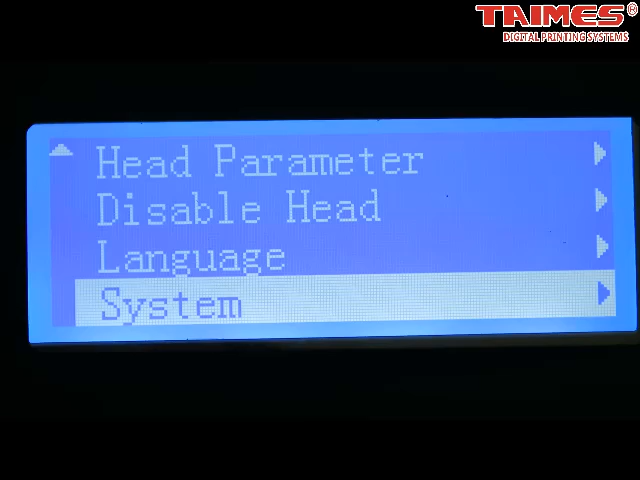 TAIMES®
DIGITAL PRINTING SYSTEMS
Head Parameter
Disable Head
Language
System